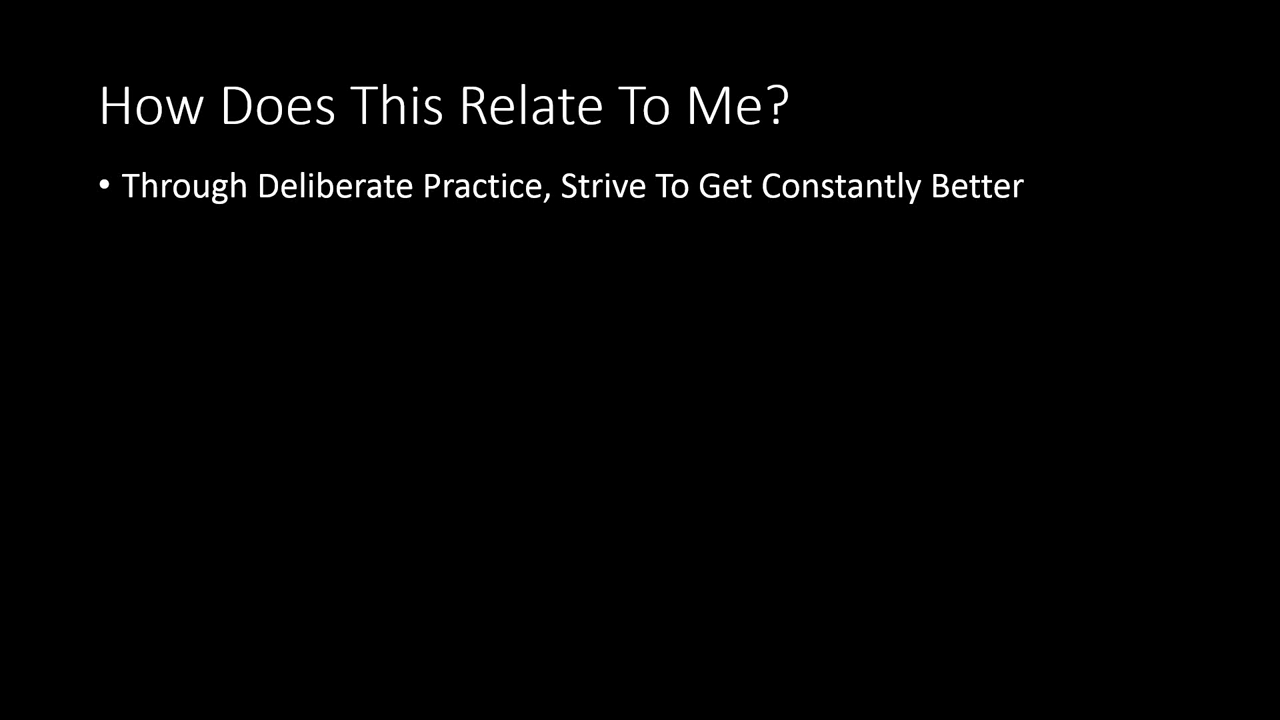 How Does This Relate To Me?
• Through Deliberate Practice, Strive To Get Constantly Better